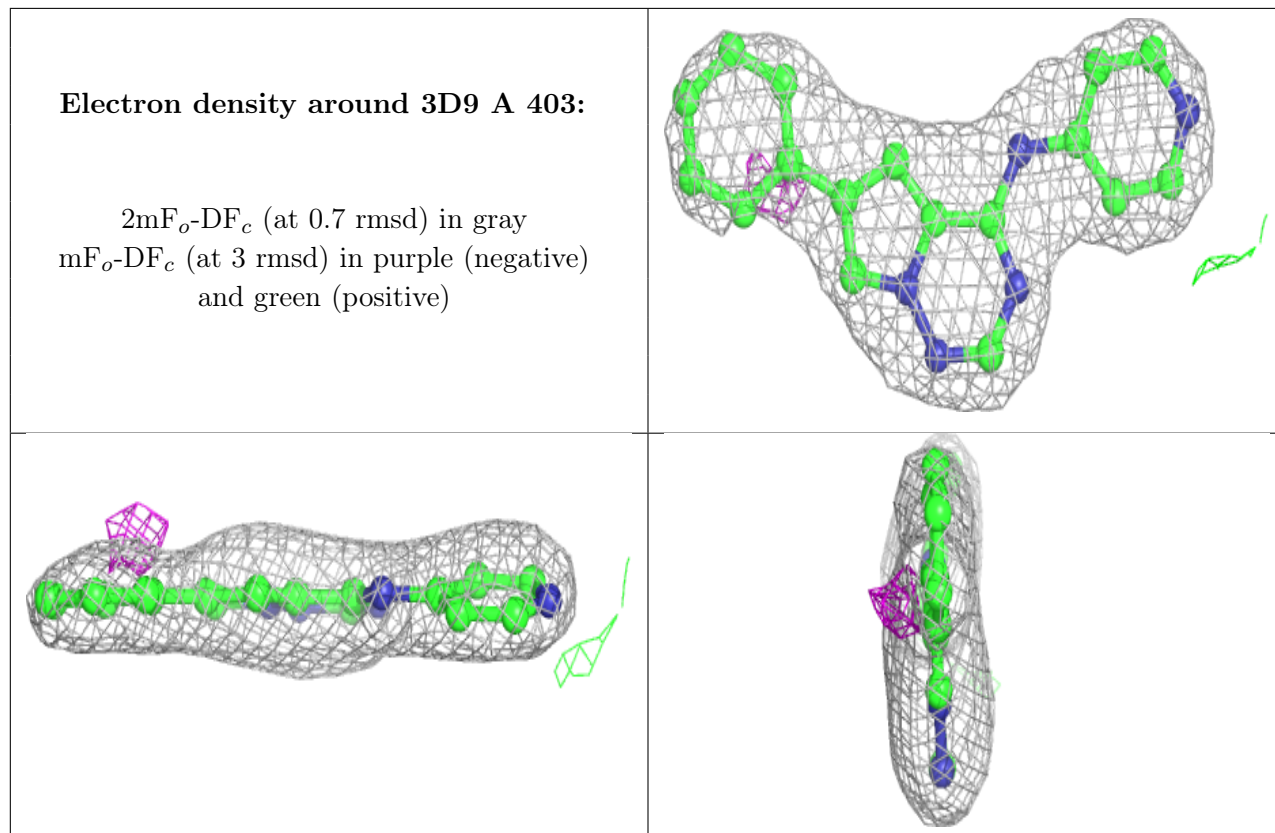 Electron density around 3D9 A 403:
2mFo-DFc (at 0.7 rmsd) in gray
mFo-DFc (at 3 rmsd) in purple (negative)
and green (positive)